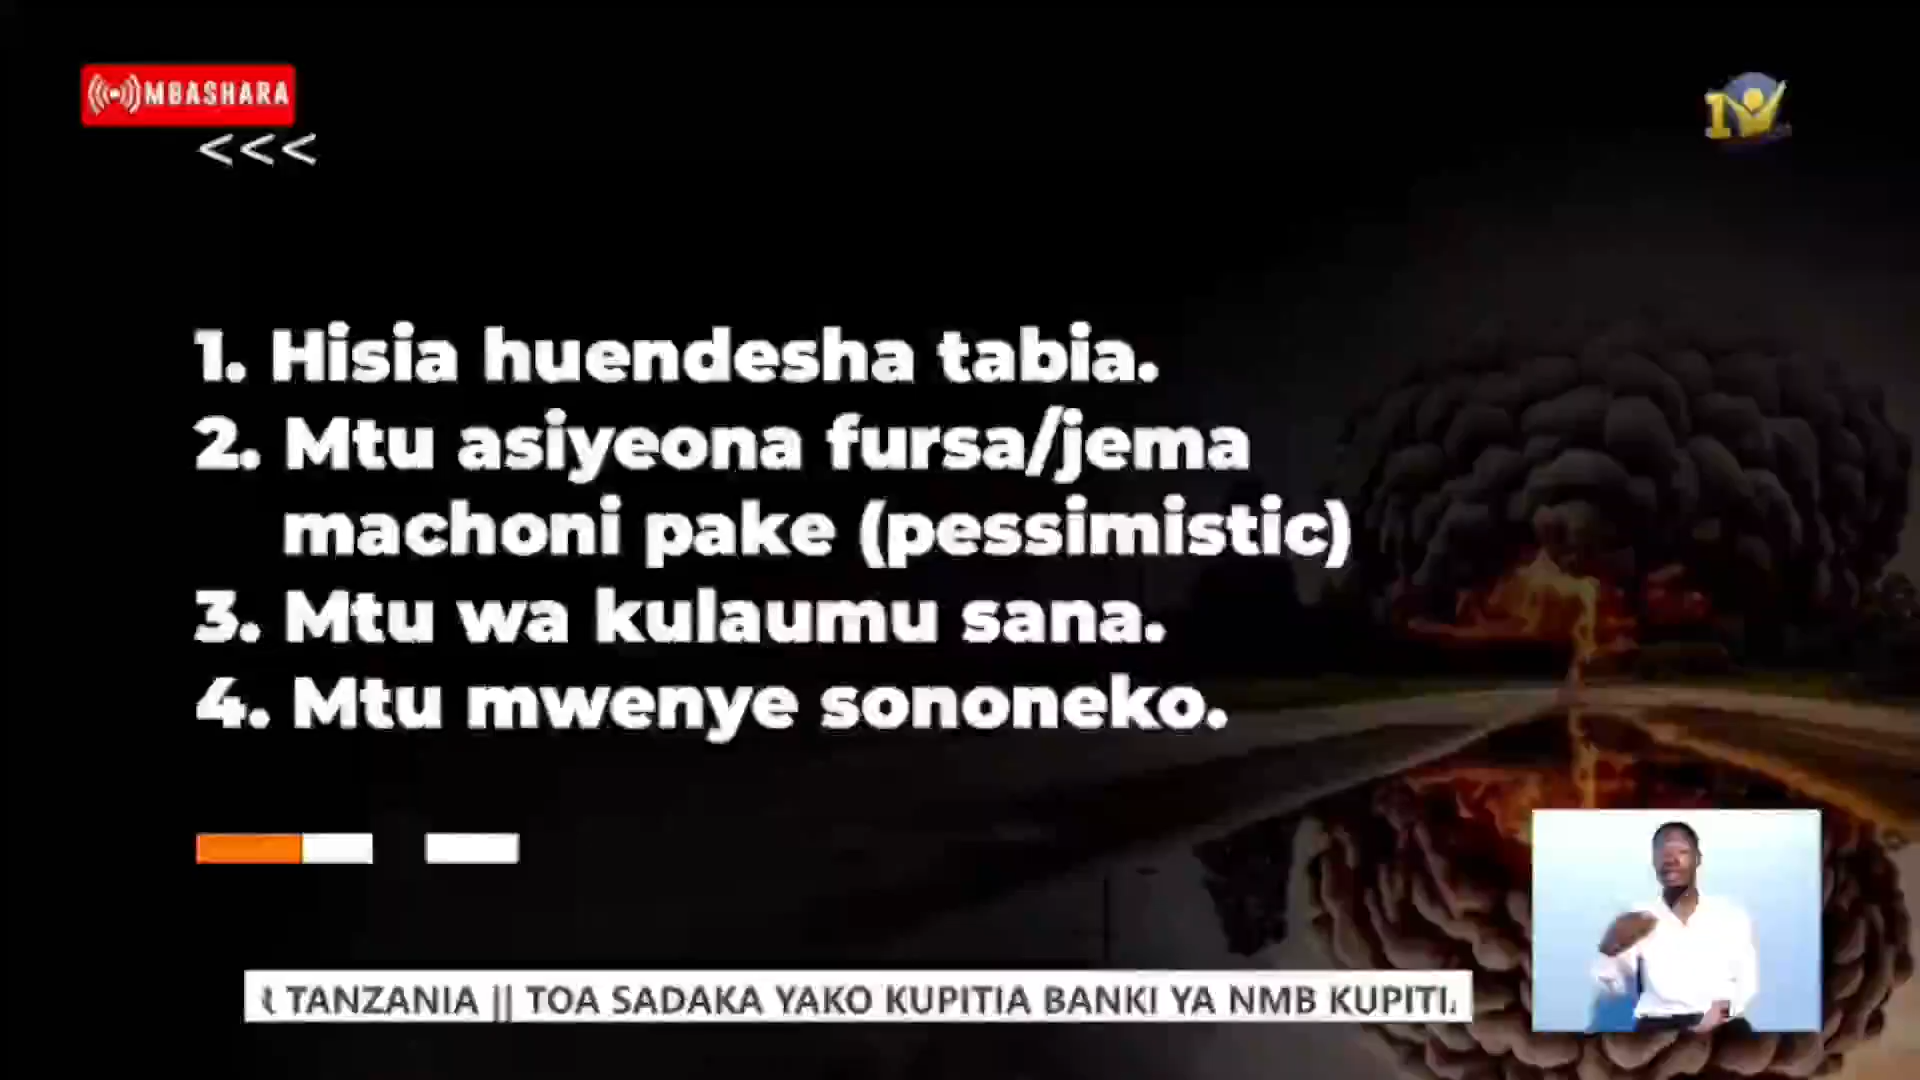 MBASHARA
<<<
1. Hisia huendesha tabia.
2. Mtu asiyeona fursa/jema
machoni pake (pessimistic)
3. Mtu wa kulaumu sana.
4. Mtu mwenye sononeko.
TANZANIA || TOA SADAKA YAKO KUPITIA BANKI YA NMB KUPITI